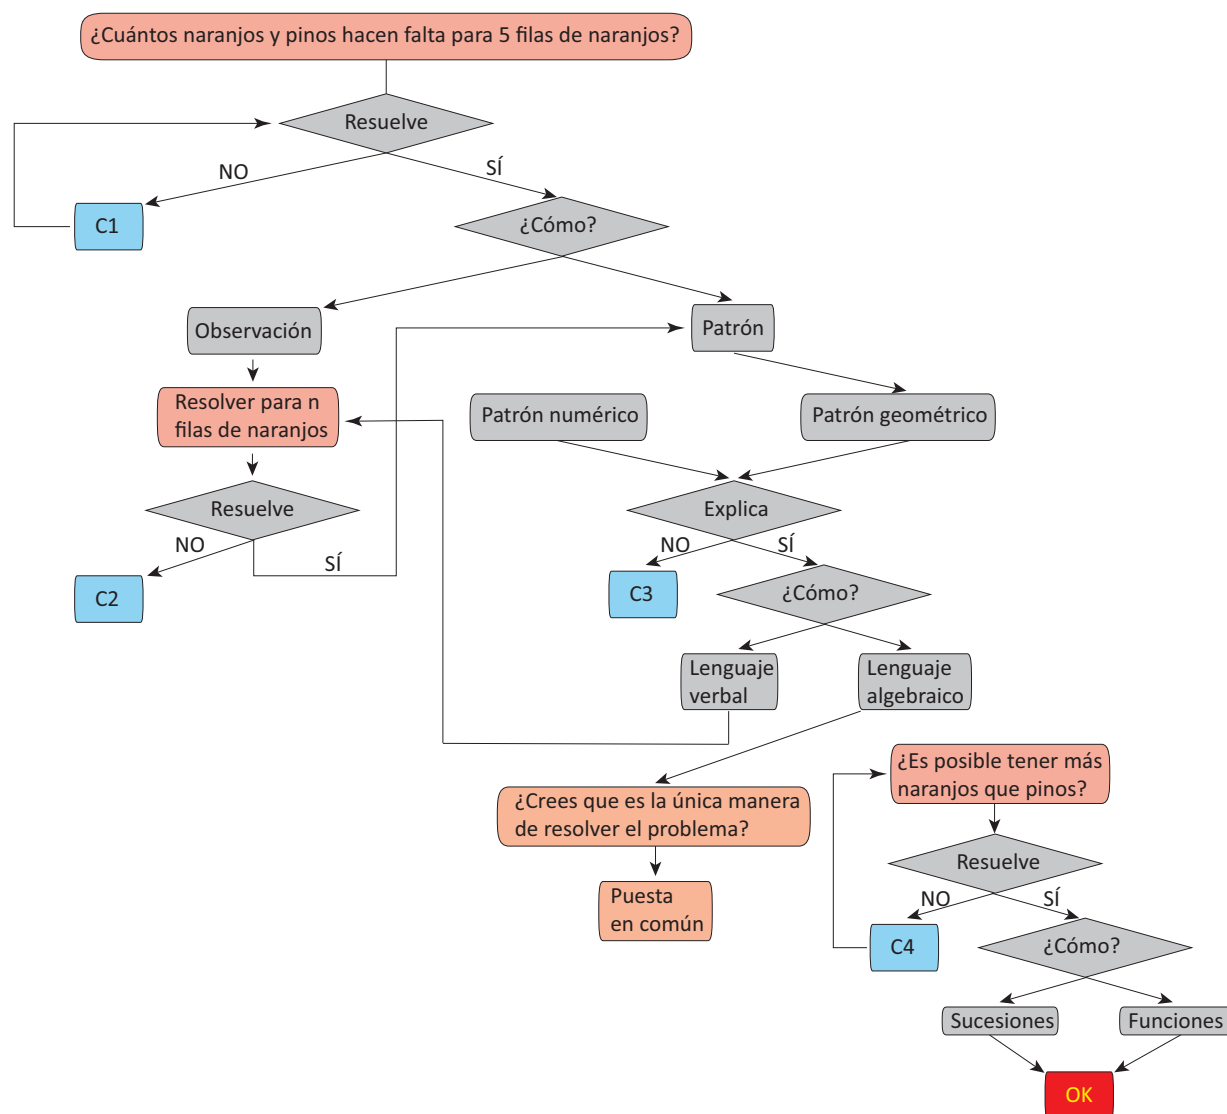 ¿Cuántos naranjos y pinos hacen falta para 5 filas de naranjos?
Resuelve
NO
SÍ
C1
¿Cómo?
Observación
Patrón
Resolver para n
filas de naranjos
Patrón numérico
Patrón geométrico
Resuelve
Explica
NO
SÍ
NO
SÍ
C2
C3
¿Cómo?
Lenguaje
verbal
Lenguaje
algebraico
¿Es posible tener más
naranjos que pinos?
¿Crees que es la única manera
de resolver el problema?
Resuelve
NO
SÍ
Puesta
en común
C4
¿Cómo?
Sucesiones
Funciones
OK